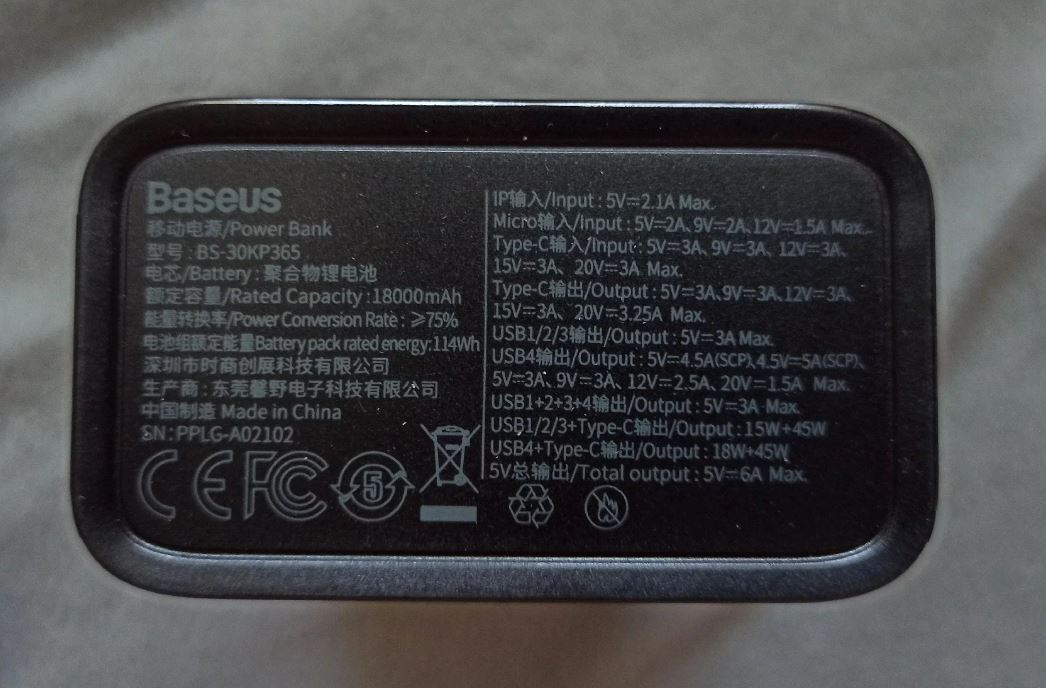 Baseus
移动电源/Power Bank
型号:BS-30KP365
电芯/Battery:聚合物锂电池
额定容量/Rated Capacity:18000mAh
能量转换率/Power Conversion Rate: ≥75%
电池组额定能量Battery pack rated energy:114Wh
深圳市时商创展科技有限公司
生产商:东莞馨野电子科技有限公司
中国制造 Made in China
SN:PPLG-A02102
CE FC 5
IP输入/Input:5V⎓2.1A Max.
Micro输入/Input:5V⎓2A, 9V⎓2A,12V⎓1.5A Max.
Type-C输入/Input:5V⎓3A、9V⎓3A、12V⎓3A、
15V⎓3A、20V⎓3A Max.
Type-C输出/Output:5V⎓3A,9V⎓3A,12V⎓3A、
15V⎓3A、20V⎓3.25A Max.
USB1/2/3输出/Output:5V⎓3A Max.
USB4输出/Output:5V⎓4.5A(SCP),4.5V⎓5A(SCP)、
5V⎓3A、9V⎓3A、12V⎓2.5A、20V⎓1.5A Max.
USB1+2+3+4输出/Output:5V⎓3A Max.
USB1/2/3+Type-C输出/Output:15W+45W
USB4+Type-C输出/Output:18W+45W
5V总输出/Total output:5V⎓6A Max.